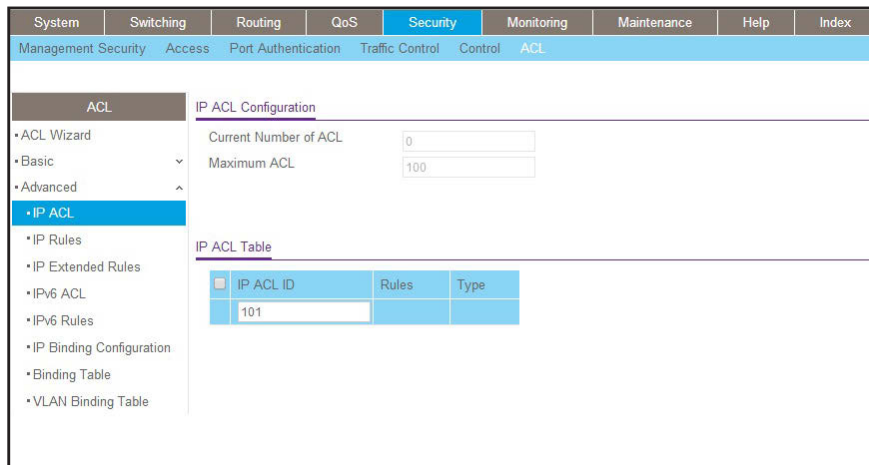 System Switching Routing QoS Security Monitoring Maintenance Help Index
Management Security Access Port Authentication Traffic Control Control ACL
ACL
ACL Wizard
Basic
Advanced
IP ACL
IP Rules
IP Extended Rules
IPv6 ACL
IPv6 Rules
IP Binding Configuration
Binding Table
VLAN Binding Table
IP ACL Configuration
Current Number of ACL 0
Maximum ACL 100
IP ACL Table
IP ACL ID Rules Type
101